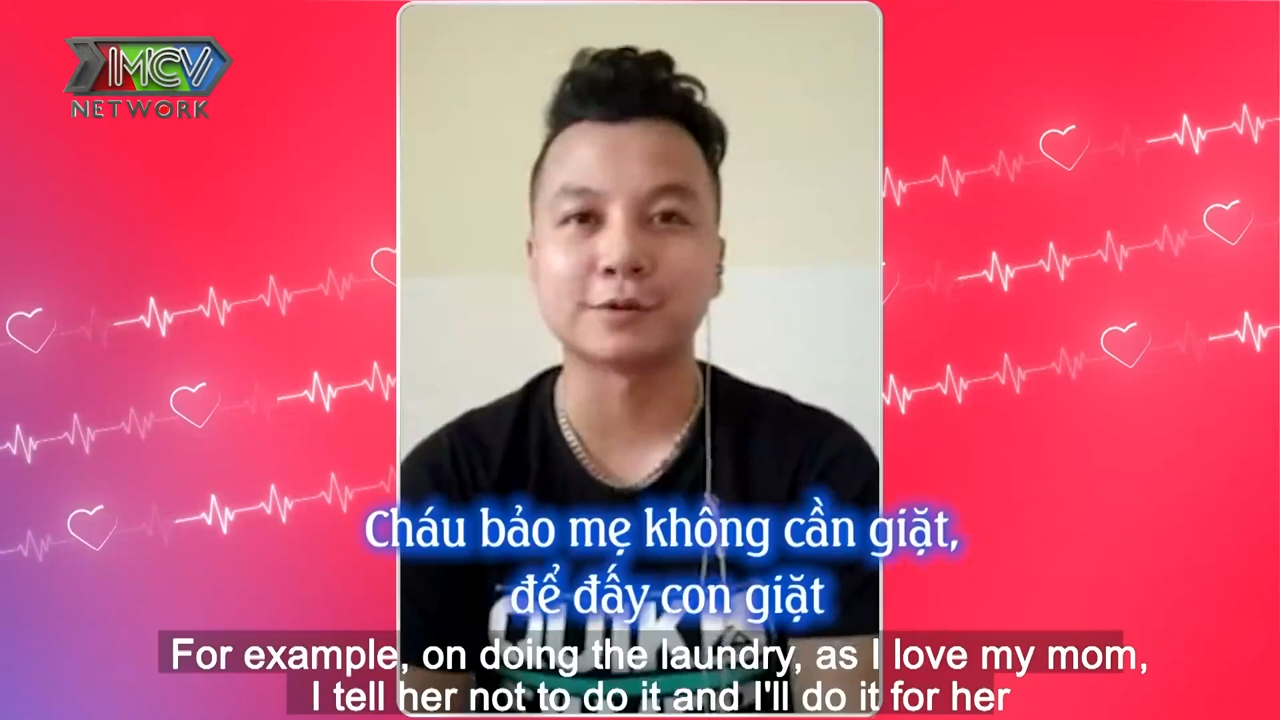 MCV
NETWORK
Cháu bảo mẹ không cần giặt,
để đấy con giặt
For example, on doing the laundry, as I love my mom,
I tell her not to do it and I'll do it for her